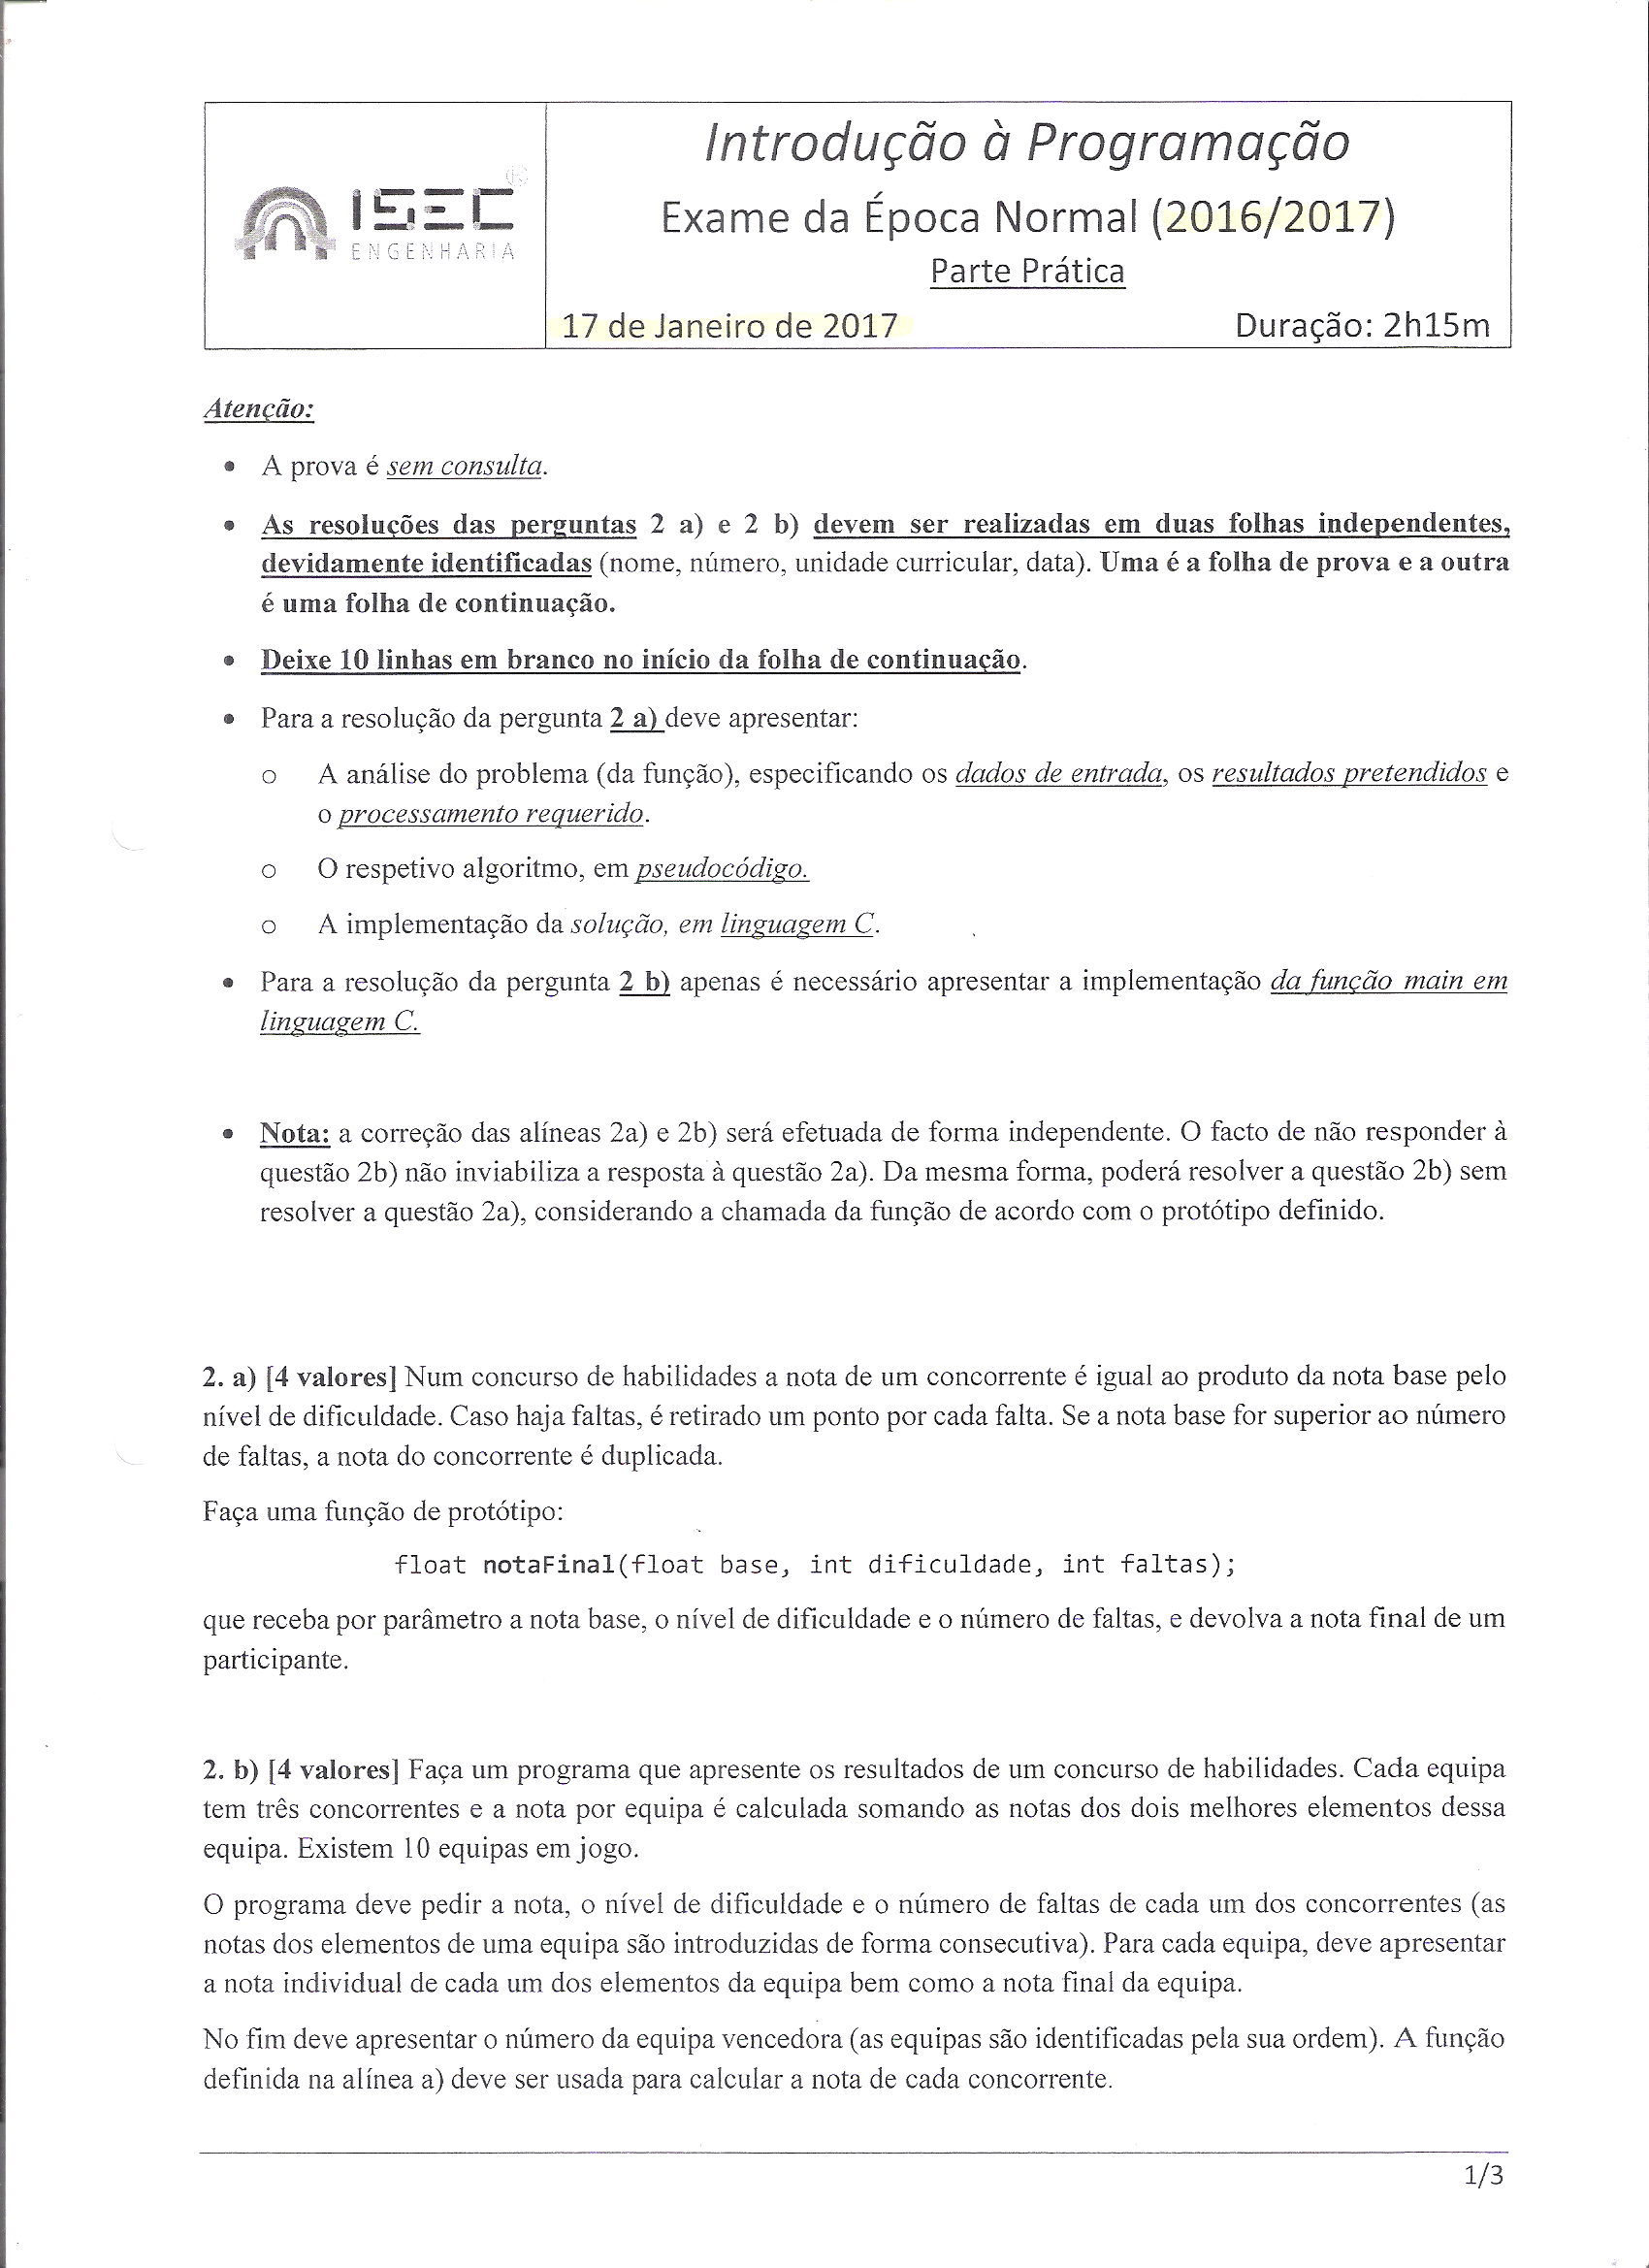 ISEC
ENGENHARIA
Introdução à Programação
Exame da Época Normal (2016/2017)
Parte Prática
17 de Janeiro de 2017 Duração: 2h15m
Atenção:
• A prova é sem consulta.
• As resoluções das perguntas 2 a) e 2 b) devem ser realizadas em duas folhas independentes,
devidamente identificadas (nome, número, unidade curricular, data). Uma é a folha de prova e a outra
é uma folha de continuação.
• Deixe 10 linhas em branco no início da folha de continuação.
• Para a resolução da pergunta 2 a) deve apresentar:
o A análise do problema (da função), especificando os dados de entrada, os resultados pretendidos e
o processamento requerido.
o O respetivo algoritmo, em pseudocódigo.
o A implementação da solução, em linguagem C.
• Para a resolução da pergunta 2 b) apenas é necessário apresentar a implementação da função main em
linguagem C.
• Nota: a correção das alíneas 2a) e 2b) será efetuada de forma independente. O facto de não responder à
questão 2b) não inviabiliza a resposta à questão 2a). Da mesma forma, poderá resolver a questão 2b) sem
resolver a questão 2a), considerando a chamada da função de acordo com o protótipo definido.
2. a) [4 valores] Num concurso de habilidades a nota de um concorrente é igual ao produto da nota base pelo
nível de dificuldade. Caso haja faltas, é retirado um ponto por cada falta. Se a nota base for superior ao número
de faltas, a nota do concorrente é duplicada.
Faça uma função de protótipo:
float notaFinal(float base, int dificuldade, int faltas);
que receba por parâmetro a nota base, o nível de dificuldade e o número de faltas, e devolva a nota final de um
participante.
2. b) [4 valores] Faça um programa que apresente os resultados de um concurso de habilidades. Cada equipa
tem três concorrentes e a nota por equipa é calculada somando as notas dos dois melhores elementos dessa
equipa. Existem 10 equipas em jogo.
O programa deve pedir a nota, o nível de dificuldade e o número de faltas de cada um dos concorrentes (as
notas dos elementos de uma equipa são introduzidas de forma consecutiva). Para cada equipa, deve apresentar
a nota individual de cada um dos elementos da equipa bem como a nota final da equipa.
No fim deve apresentar o número da equipa vencedora (as equipas são identificadas pela sua ordem). A função
definida na alínea a) deve ser usada para calcular a nota de cada concorrente.
1/3